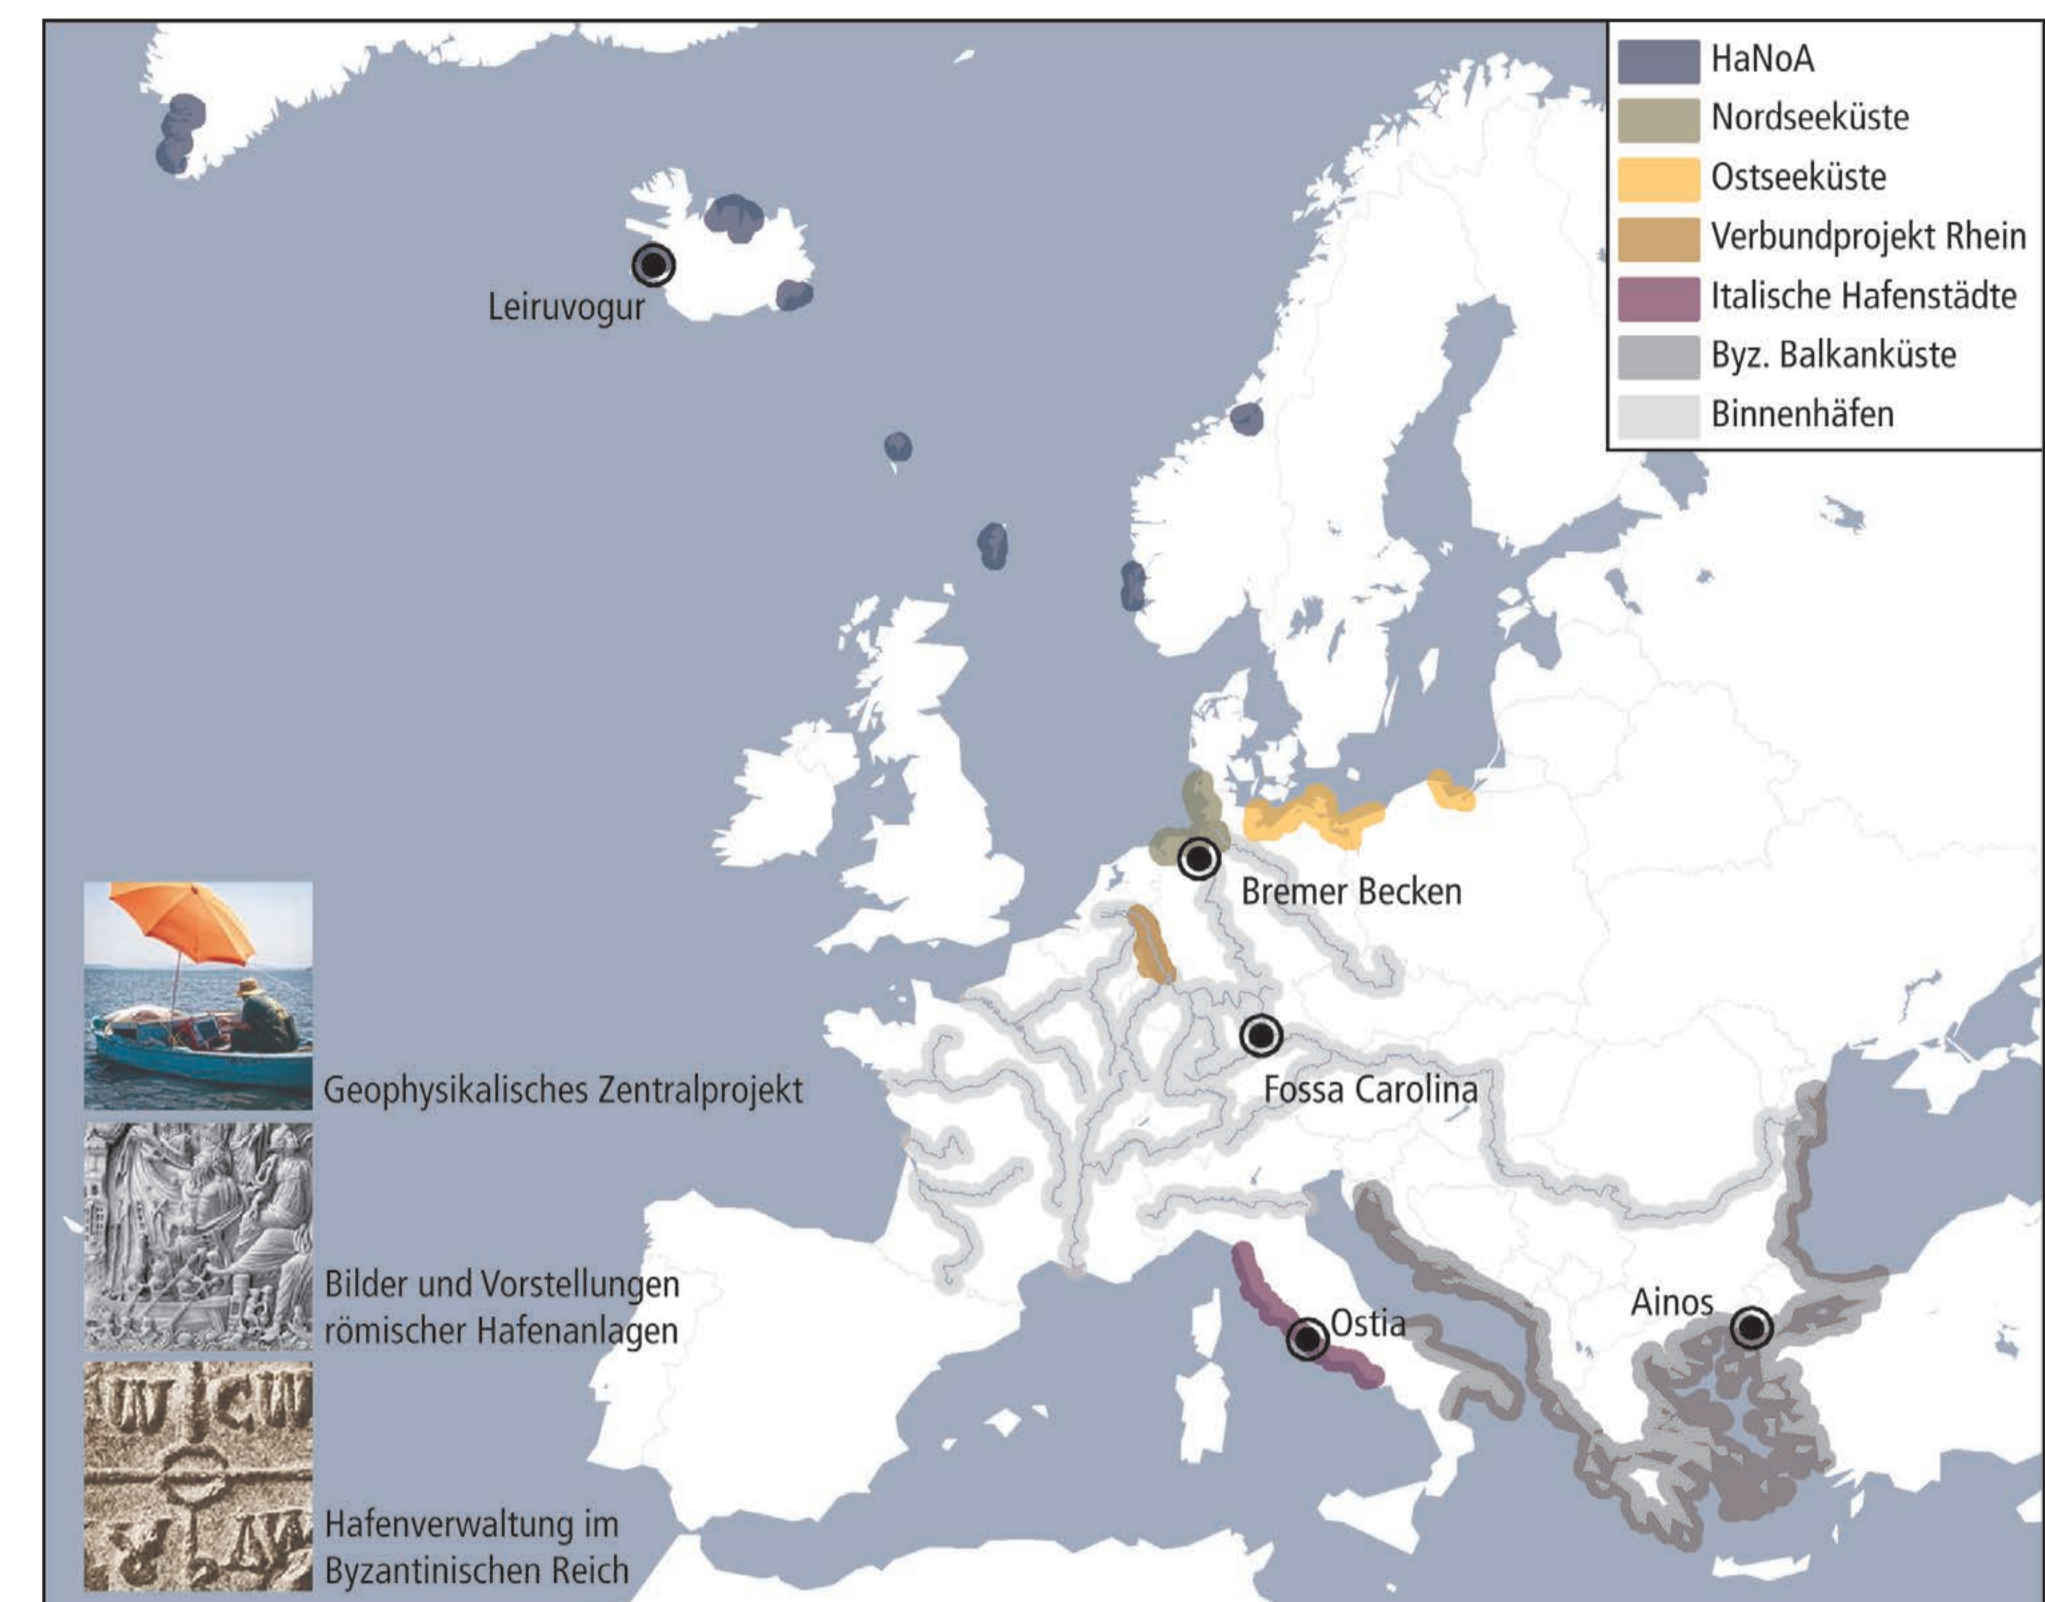 HaNoA
Nordseeküste
Ostseeküste
Verbundprojekt Rhein
Italische Hafenstädte
Byz. Balkanküste
Binnenhäfen
Leiruvogur
Bremer Becken
Fossa Carolina
Geophysikalisches Zentralprojekt
Bilder und Vorstellungen
römischer Hafenanlagen
Ainos
Ostia
Hafenverwaltung im
Byzantinischen Reich